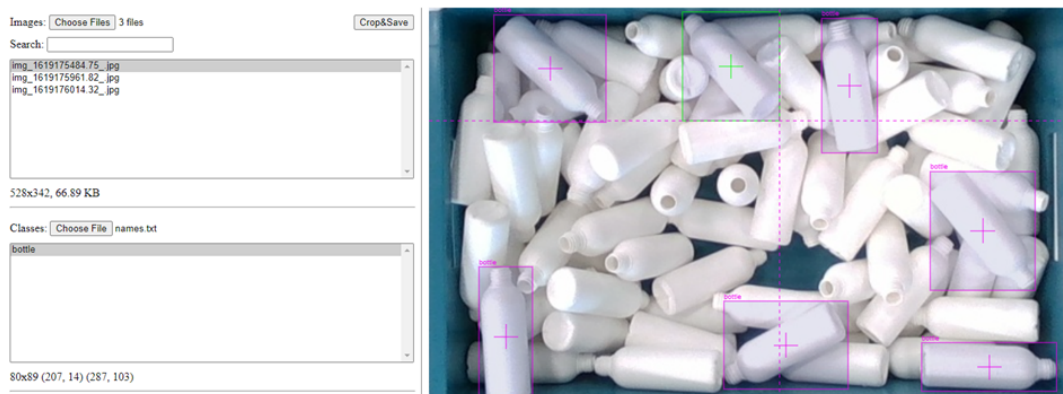 Images: Choose Files 3 files Crop&Save
Search:
img_1619175484.75_.jpg
img_1619175961.82_.jpg
img_1619176014.32_.jpg
528x342, 66.89 KB
Classes: Choose File names.txt
bottle
80x89 (207, 14) (287, 103)
bottle
bottle
bottle
bottle
bottle
bottle